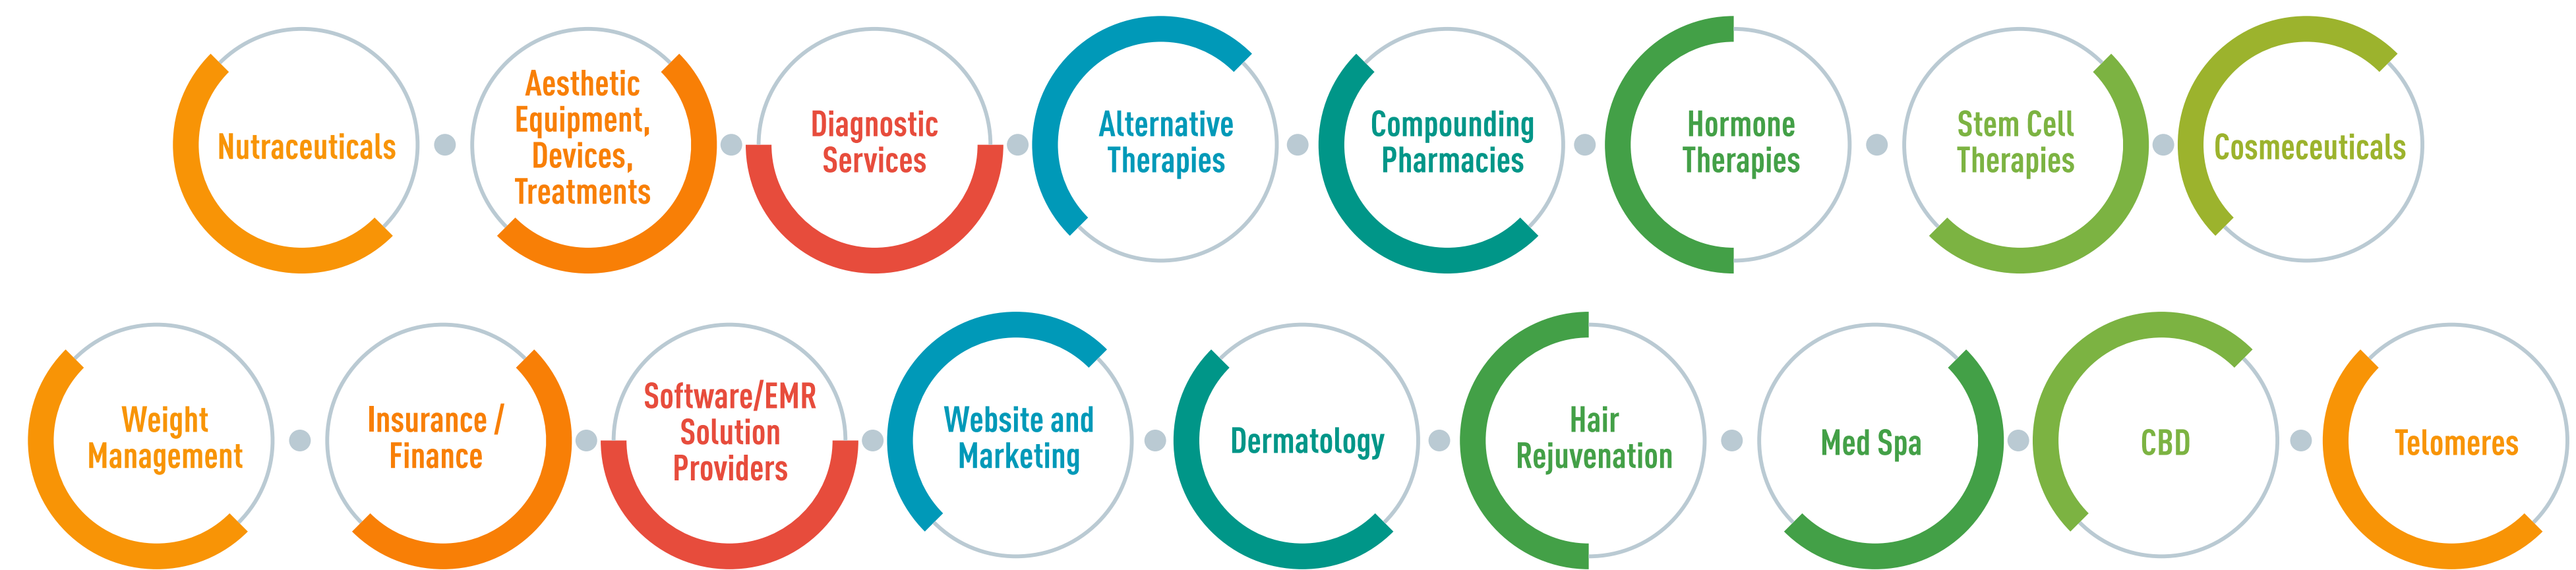 Nutraceuticals
Aesthetic
Equipment,
Devices,
Treatments
Diagnostic
Services
Alternative
Therapies
Compounding
Pharmacies
Hormone
Therapies
Stem Cell
Therapies
Cosmeceuticals
Weight
Management
Insurance /
Finance
Software/EMR
Solution
Providers
Website and
Marketing
Dermatology
Hair
Rejuvenation
Med Spa
CBD
Telomeres